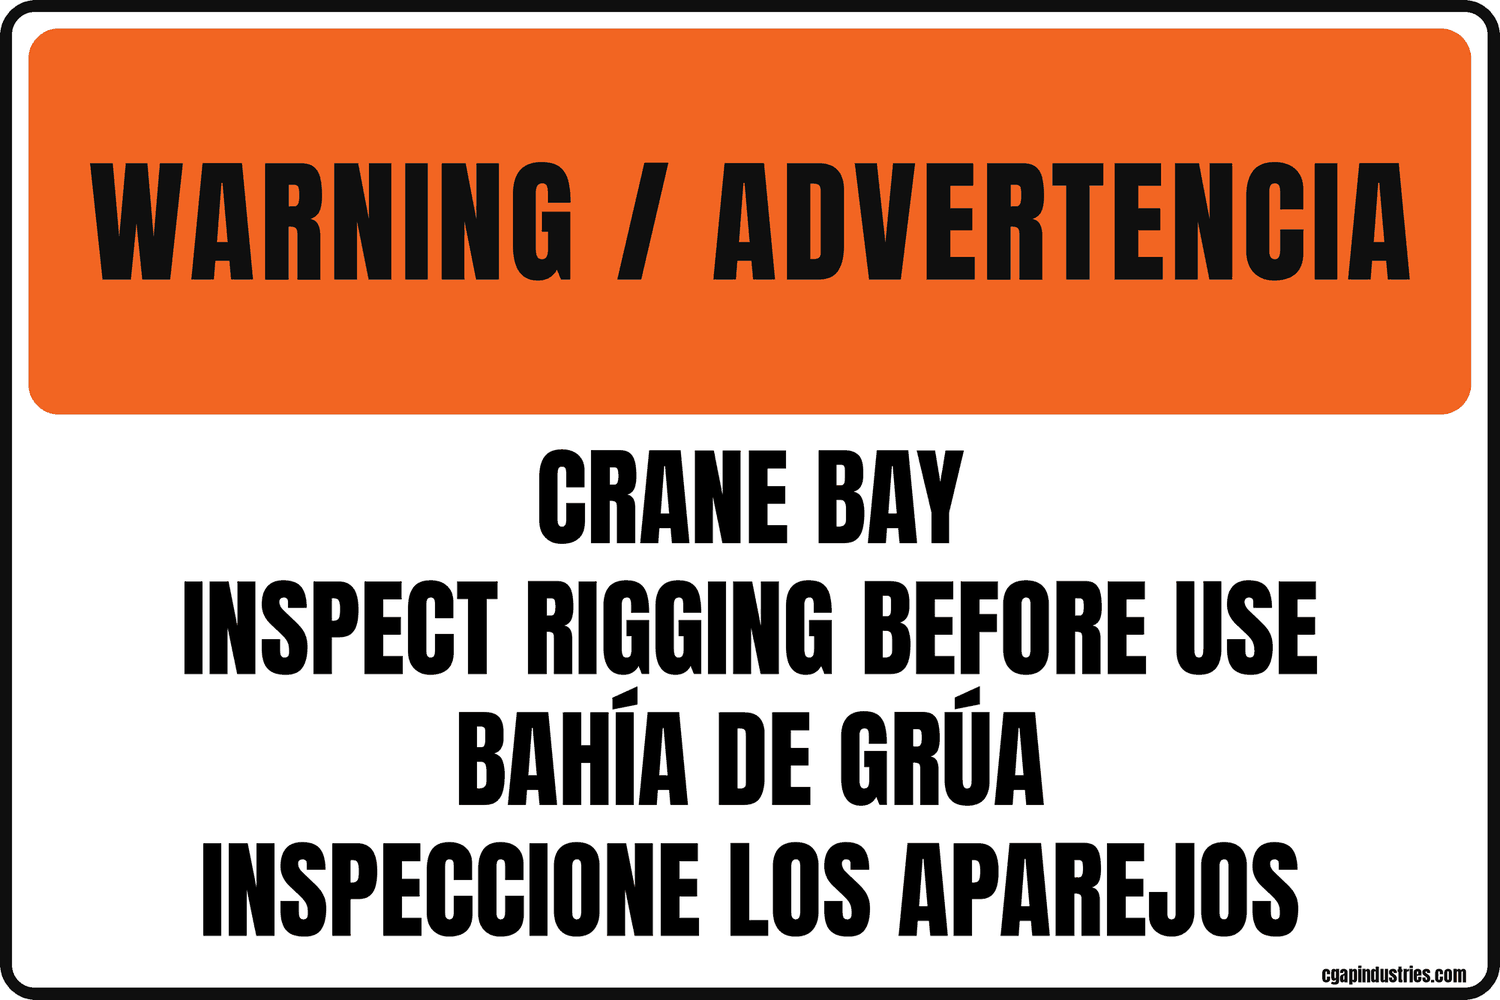 WARNING / ADVERTENCIA
CRANE BAY
INSPECT RIGGING BEFORE USE
BAHÍA DE GRÚA
INSPECCIONE LOS APAREJOS
cgapindustries.com